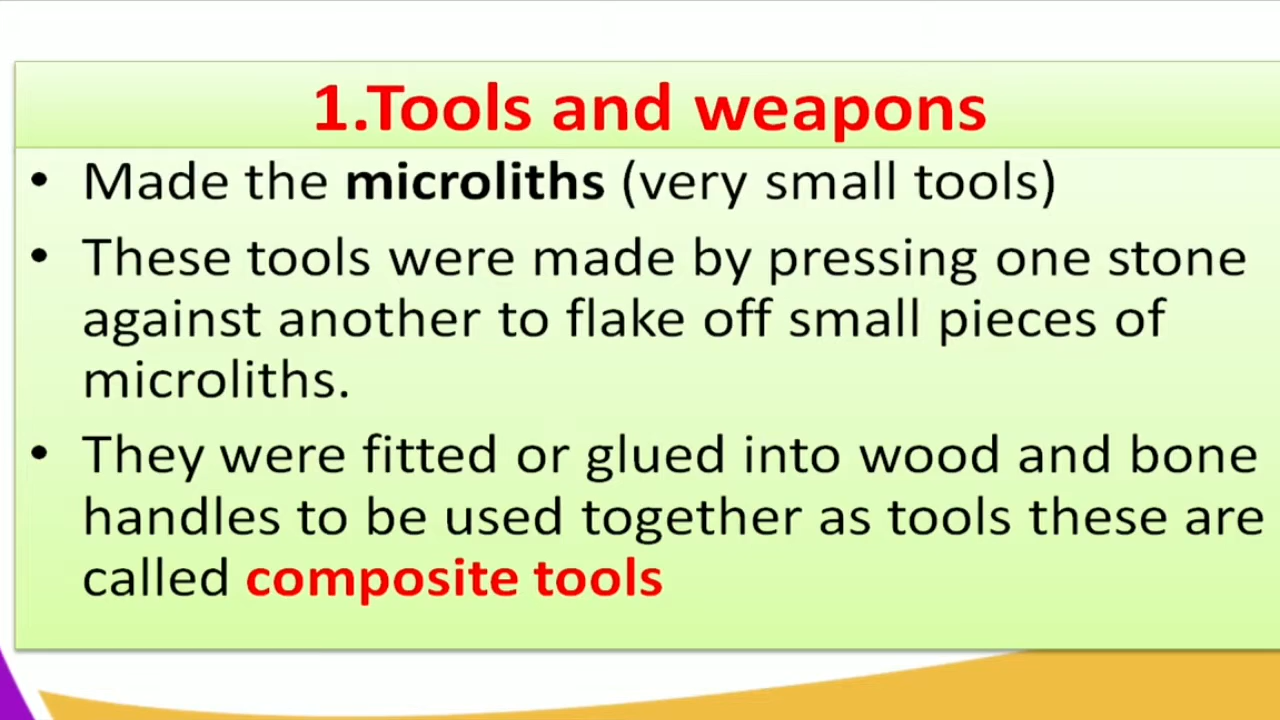 1.Tools and weapons
• Made the microliths (very small tools)
• These tools were made by pressing one stone
against another to flake off small pieces of
microliths.
• They were fitted or glued into wood and bone
handles to be used together as tools these are
called composite tools